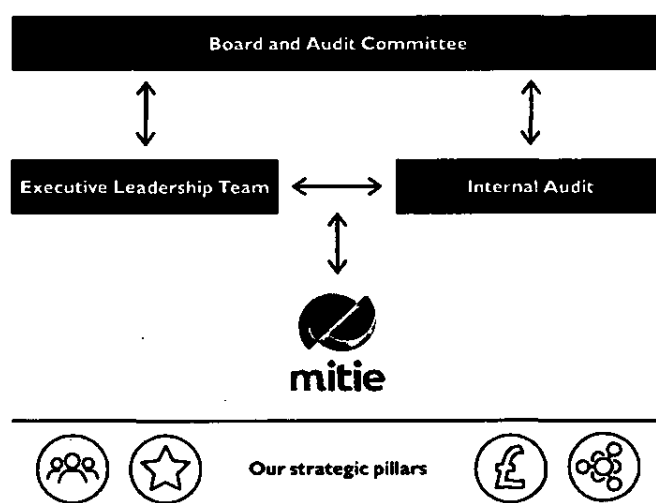 Board and Audit Committee
Executive Leadership Team
Internal Audit
mitie
Our strategic pillars
£